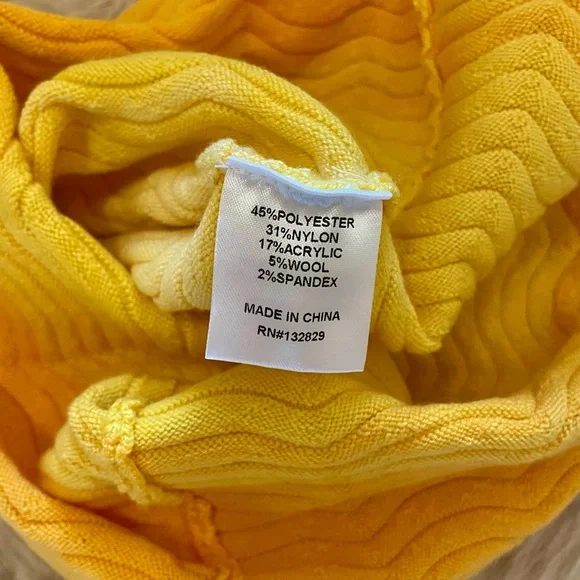 45%POLYESTER
31%NYLON
17%ACRYLIC
5%WOOL
2%SPANDEX
MADE IN CHINA
RN#132829